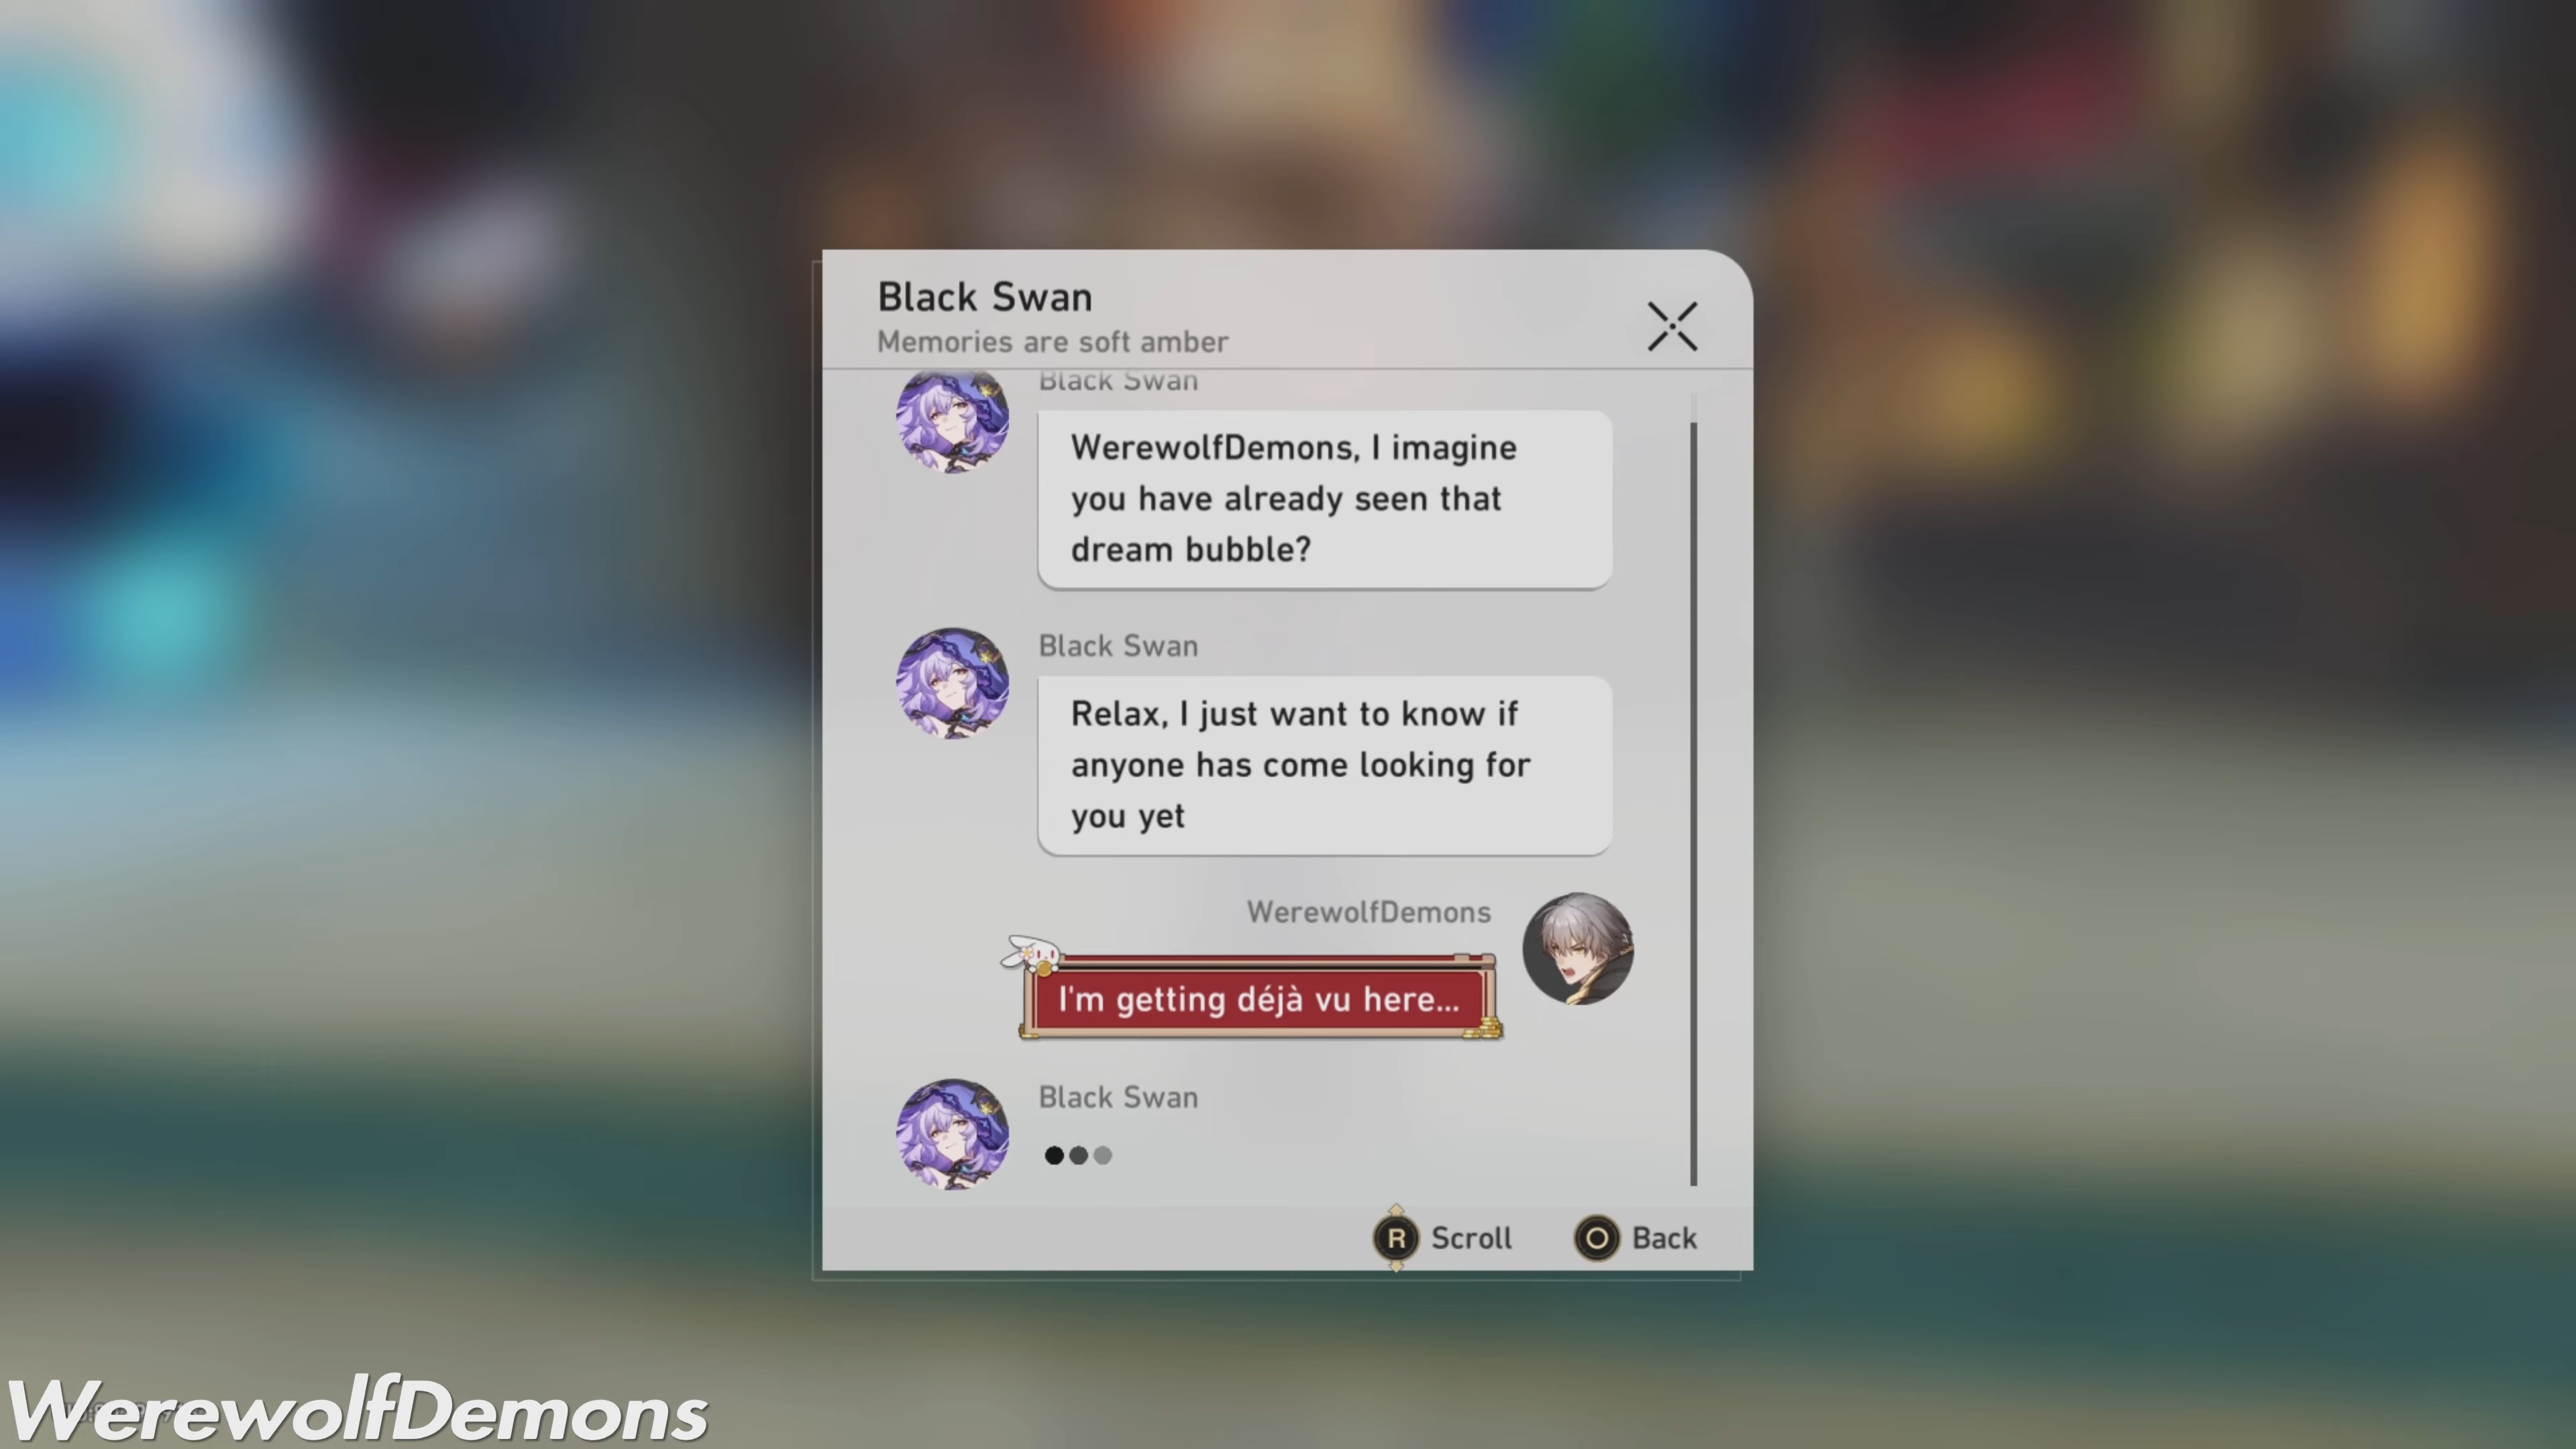 Black Swan
Memories are soft amber
Black Swan
WerewolfDemons, I imagine
you have already seen that
dream bubble?
Black Swan
Relax, I just want to know if
anyone has come looking for
you yet
WerewolfDemons
I'm getting déjà vu here...
Black Swan
R Scroll
Back
WerewolfDemons